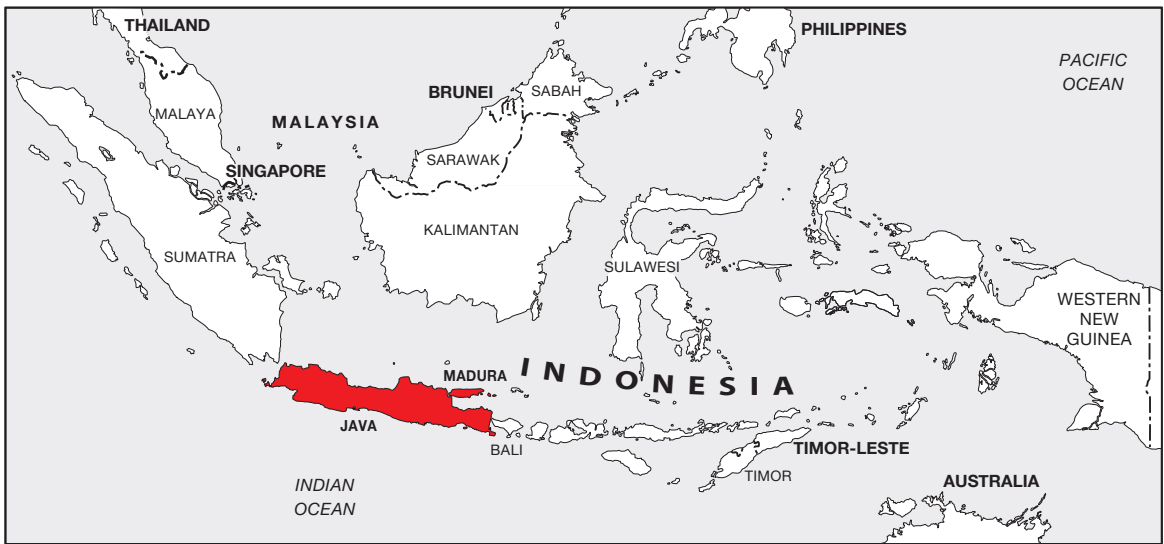 THAILAND
PHILIPPINES
PACIFIC
OCEAN
SABAH
BRUNEI
MALAYA
MALAYSIA
SARAWAK
SINGAPORE
KALIMANTAN
SUMATRA
SULAWESI
WESTERN
NEW
GUINEA
INDONESIA
MADURA
JAVA
BALI
TIMOR-LESTE
TIMOR
INDIAN
OCEAN
AUSTRALIA